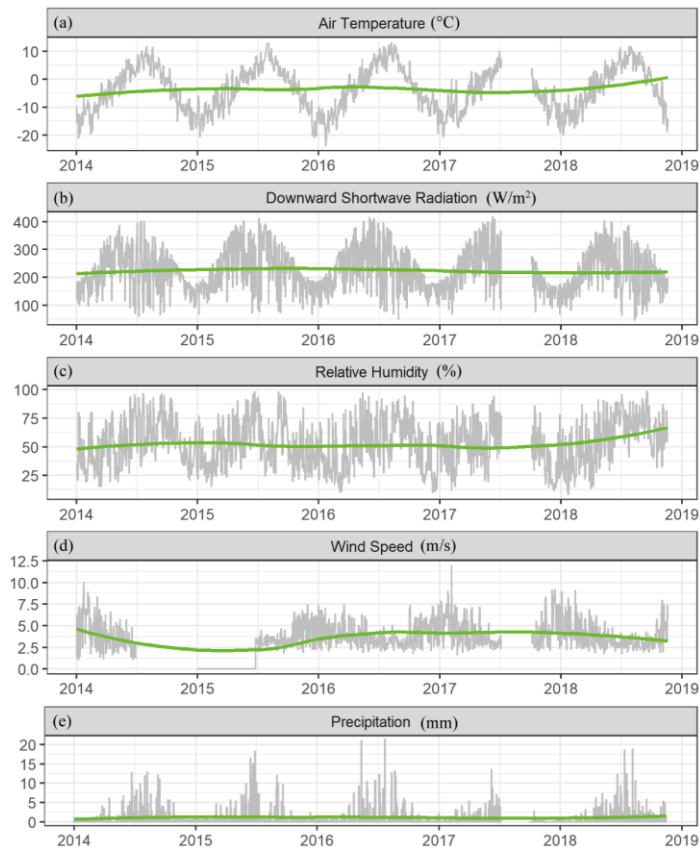 (a) Air Temperature (°C)
10
0
-10
-20
2014 2015 2016 2017 2018 2019
(b) Downward Shortwave Radiation (W/m²)
400
300
200
100
2014 2015 2016 2017 2018 2019
(c) Relative Humidity (%)
100
75
50
25
2014 2015 2016 2017 2018 2019
(d) Wind Speed (m/s)
12.5
10.0
7.5
5.0
2.5
0.0
2014 2015 2016 2017 2018 2019
(e) Precipitation (mm)
20
15
10
5
0
2014 2015 2016 2017 2018 2019